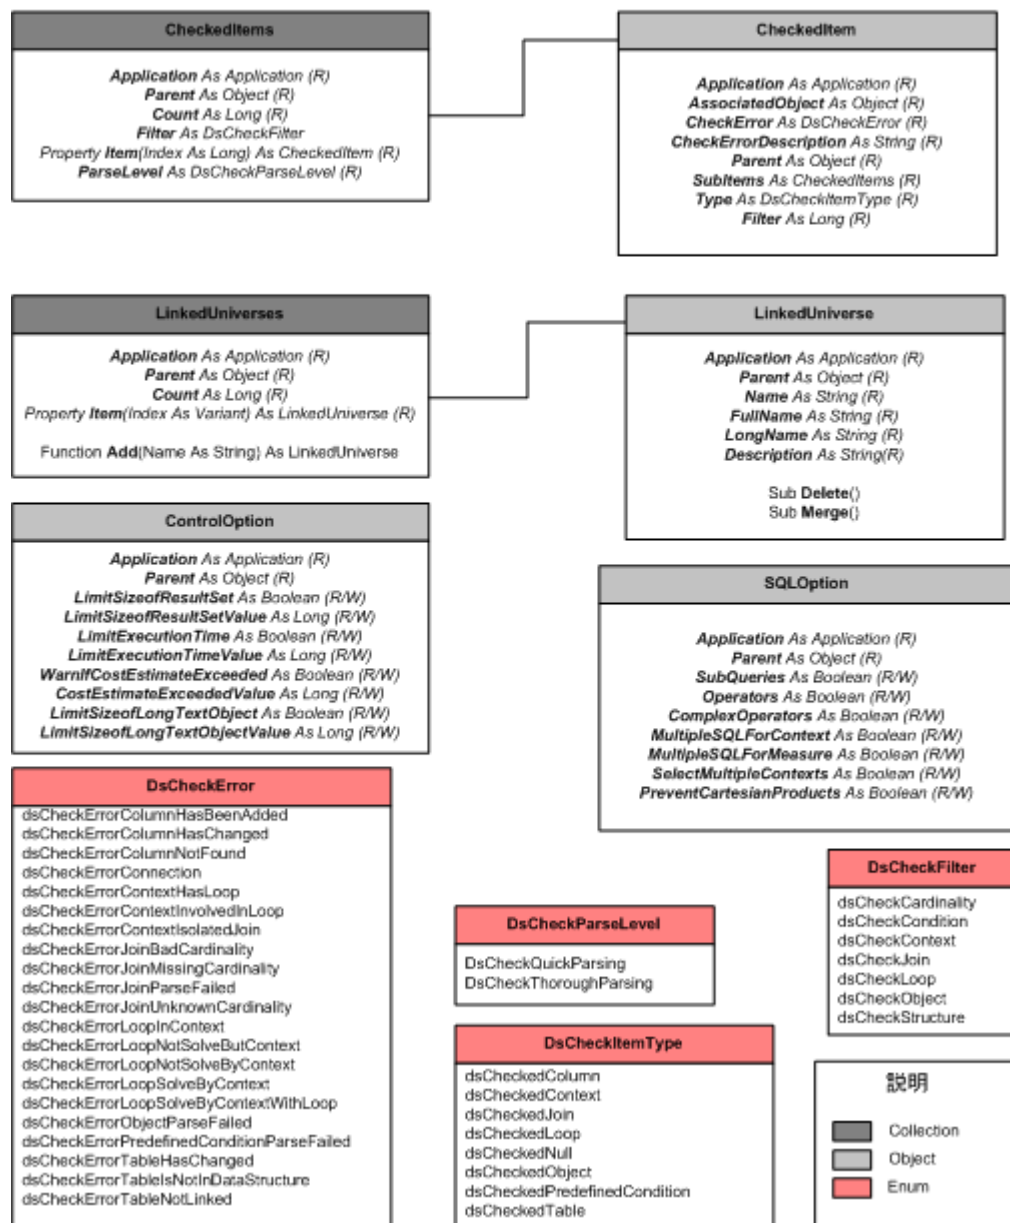 CheckedItems
Application As Application (R)
Parent As Object (R)
Count As Long (R)
Filter As DsCheckFilter
Property Item(Index As Long) As CheckedItem (R)
ParseLevel As DsCheckParseLevel (R)
CheckedItem
Application As Application (R)
AssociatedObject As Object (R)
CheckError As DsCheckError (R)
CheckErrorDescription As String (R)
Parent As Object (R)
SubItems As CheckedItems (R)
Type As DsCheckItemType (R)
Filter As Long (R)
LinkedUniverses
Application As Application (R)
Parent As Object (R)
Count As Long (R)
Property Item(Index As Variant) As LinkedUniverse (R)
Function Add(Name As String) As LinkedUniverse
LinkedUniverse
Application As Application (R)
Parent As Object (R)
Name As String (R)
FullName As String (R)
LongName As String (R)
Description As String(R)
Sub Delete()
Sub Merge()
ControlOption
Application As Application (R)
Parent As Object (R)
LimitSizeofResultSet As Boolean (R/W)
LimitSizeofResultSetValue As Long (R/W)
LimitExecutionTime As Boolean (R/W)
LimitExecutionTimeValue As Long (R/W)
WarnIfCostEstimateExceeded As Boolean (R/W)
CostEstimateExceededValue As Long (R/W)
LimitSizeofLongTextObject As Boolean (R/W)
LimitSizeofLongTextObjectValue As Long (R/W)
SQLOption
Application As Application (R)
Parent As Object (R)
SubQueries As Boolean (R/W)
Operators As Boolean (R/W)
ComplexOperators As Boolean (R/W)
MultipleSQLForContext As Boolean (R/W)
MultipleSQLForMeasure As Boolean (R/W)
SelectMultipleContexts As Boolean (R/W)
PreventCartesianProducts As Boolean (R/W)
DsCheckError
dsCheckErrorColumnHasBeenAdded
dsCheckErrorColumnHasChanged
dsCheckErrorColumnNotFound
dsCheckErrorConnection
dsCheckErrorContextHasLoop
dsCheckErrorContextInvolvedInLoop
dsCheckErrorContextIsolatedJoin
dsCheckErrorJoinBadCardinality
dsCheckErrorJoinMissingCardinality
dsCheckErrorJoinParseFailed
dsCheckErrorJoinUnknownCardinality
dsCheckErrorLoopInContext
dsCheckErrorLoopNotSolveButContext
dsCheckErrorLoopNotSolveByContext
dsCheckErrorLoopSolveByContext
dsCheckErrorLoopSolveByContextWithLoop
dsCheckErrorObjectParseFailed
dsCheckErrorPredefinedConditionParseFailed
dsCheckErrorTableHasChanged
dsCheckErrorTableIsNotInDataStructure
dsCheckErrorTableNotLinked
DsCheckParseLevel
DsCheckQuickParsing
DsCheckThoroughParsing
DsCheckFilter
dsCheckCardinality
dsCheckCondition
dsCheckContext
dsCheckJoin
dsCheckLoop
dsCheckObject
dsCheckStructure
DsCheckItemType
dsCheckedColumn
dsCheckedContext
dsCheckedJoin
dsCheckedLoop
dsCheckedNull
dsCheckedObject
dsCheckedPredefinedCondition
dsCheckedTable
説明
Collection
Object
Enum